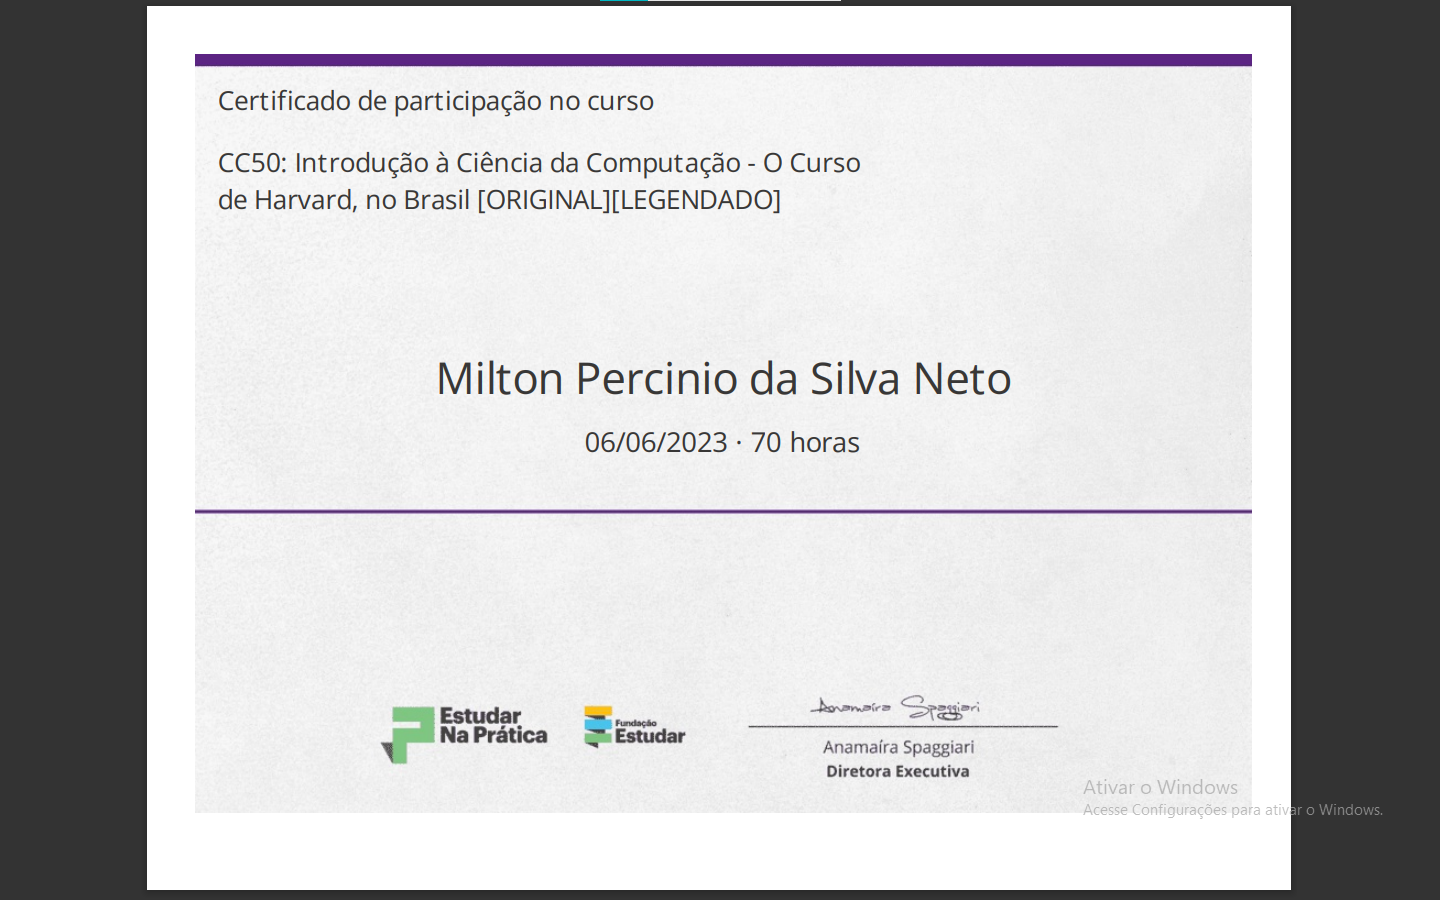 Certificado de participação no curso
CC50: Introdução à Ciência da Computação - O Curso
de Harvard, no Brasil [ORIGINAL][LEGENDADO]
Milton Percinio da Silva Neto
06/06/2023 · 70 horas
Estudar
Na Prática
Fundação
Estudar
Anamaíra Spaggiari
Anamaíra Spaggiari
Diretora Executiva
Ativar o Windows
Acesse Configurações para ativar o Windows.